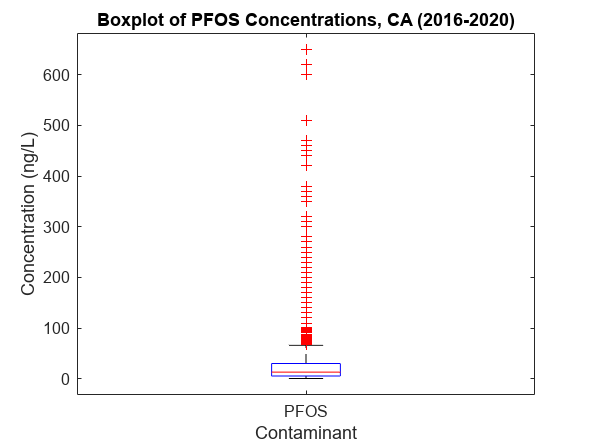 Boxplot of PFOS Concentrations, CA (2016-2020)
Concentration (ng/L)
600
500
400
300
200
100
0
PFOS
Contaminant